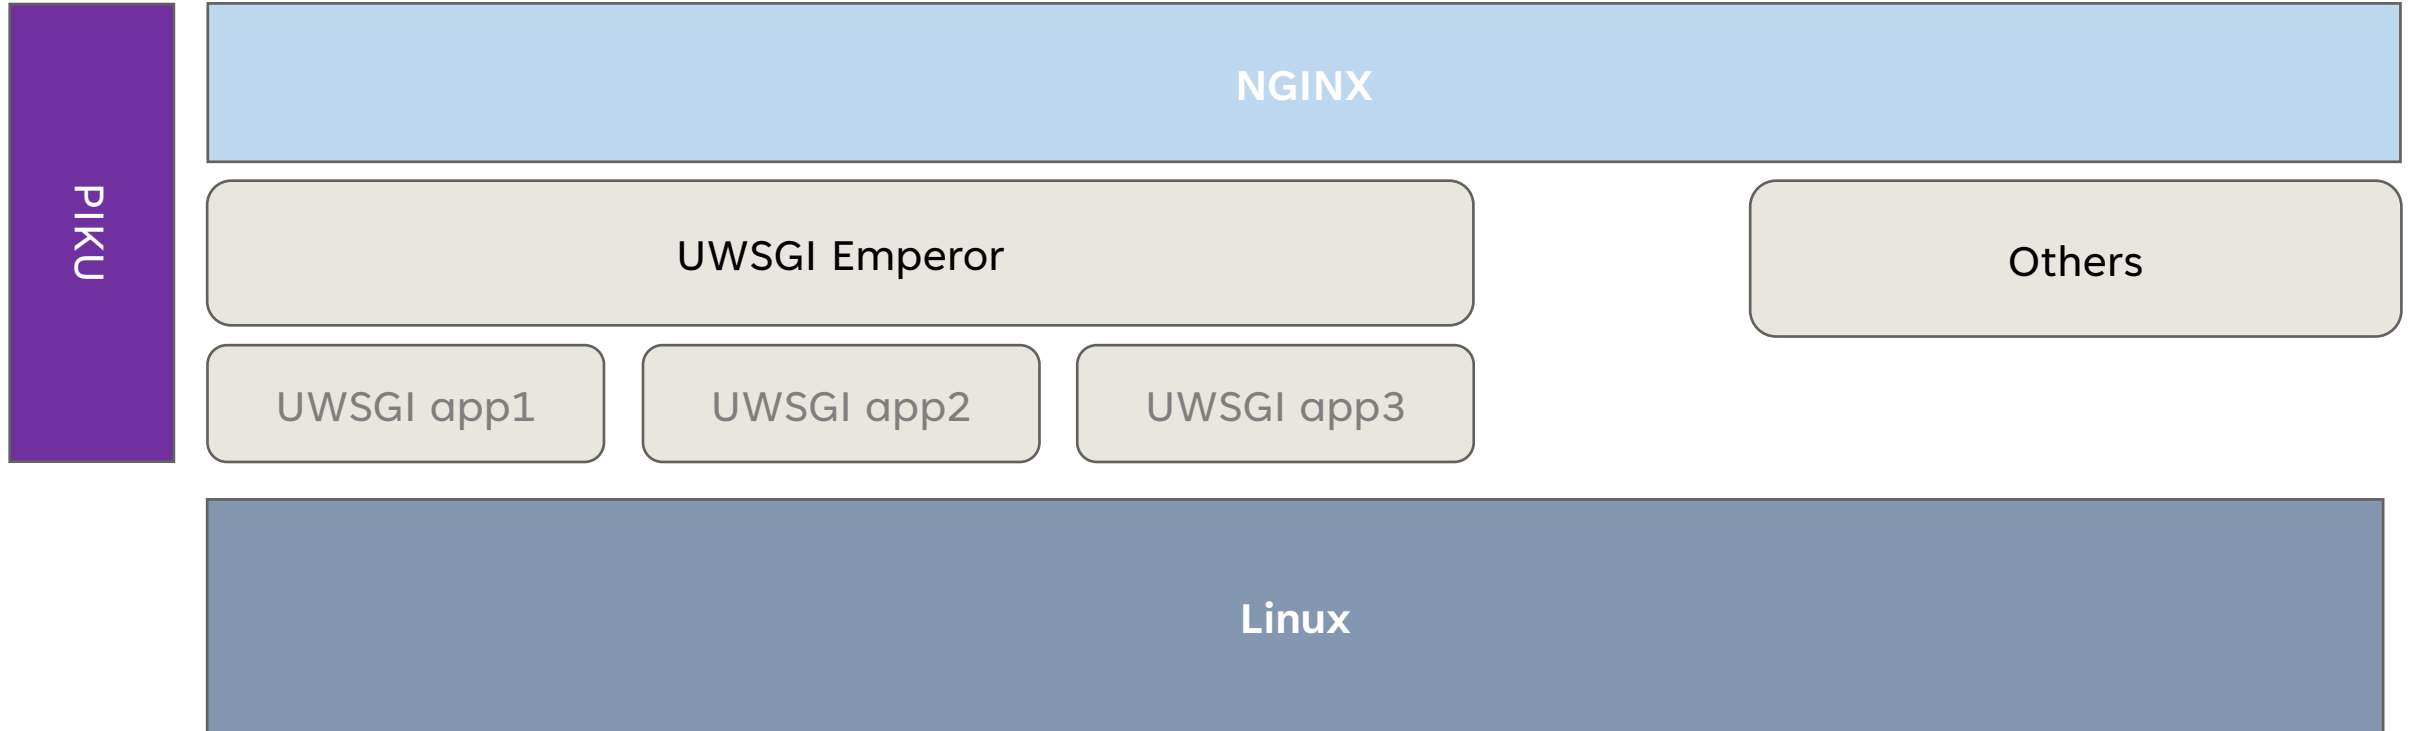 PIKU
NGINX
UWSGI Emperor
Others
UWSGI app1
UWSGI app2
UWSGI app3
Linux